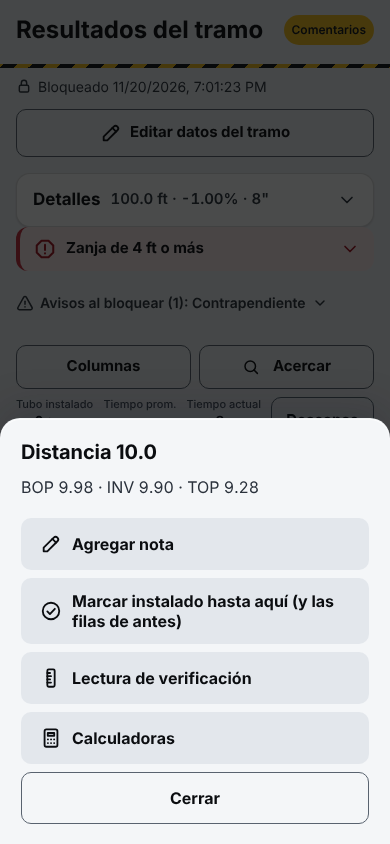 Resultados del tramo
Comentarios
Bloqueado 11/20/2026, 7:01:23 PM
Editar datos del tramo
Detalles 100.0 ft · -1.00% · 8"
Zanja de 4 ft o más
Avisos al bloquear (1): Contrapendiente
Columnas
Acercar
Tubo instalado Tiempo prom. Tiempo actual
Distancia 10.0
BOP 9.98 · INV 9.90 · TOP 9.28
Agregar nota
Marcar instalado hasta aquí (y las
filas de antes)
Lectura de verificación
Calculadoras
Cerrar